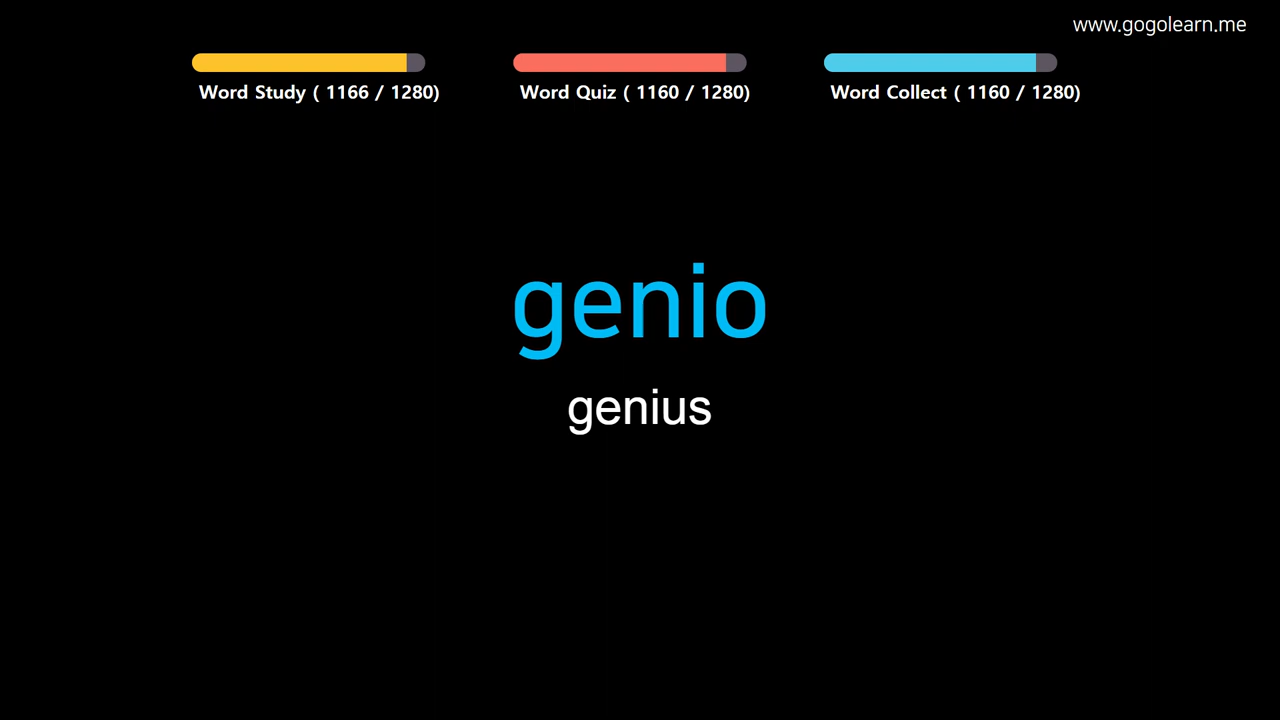 www.gogolearn.me
Word Study ( 1166 / 1280)
Word Quiz ( 1160 / 1280)
Word Collect ( 1160 / 1280)
genio
genius